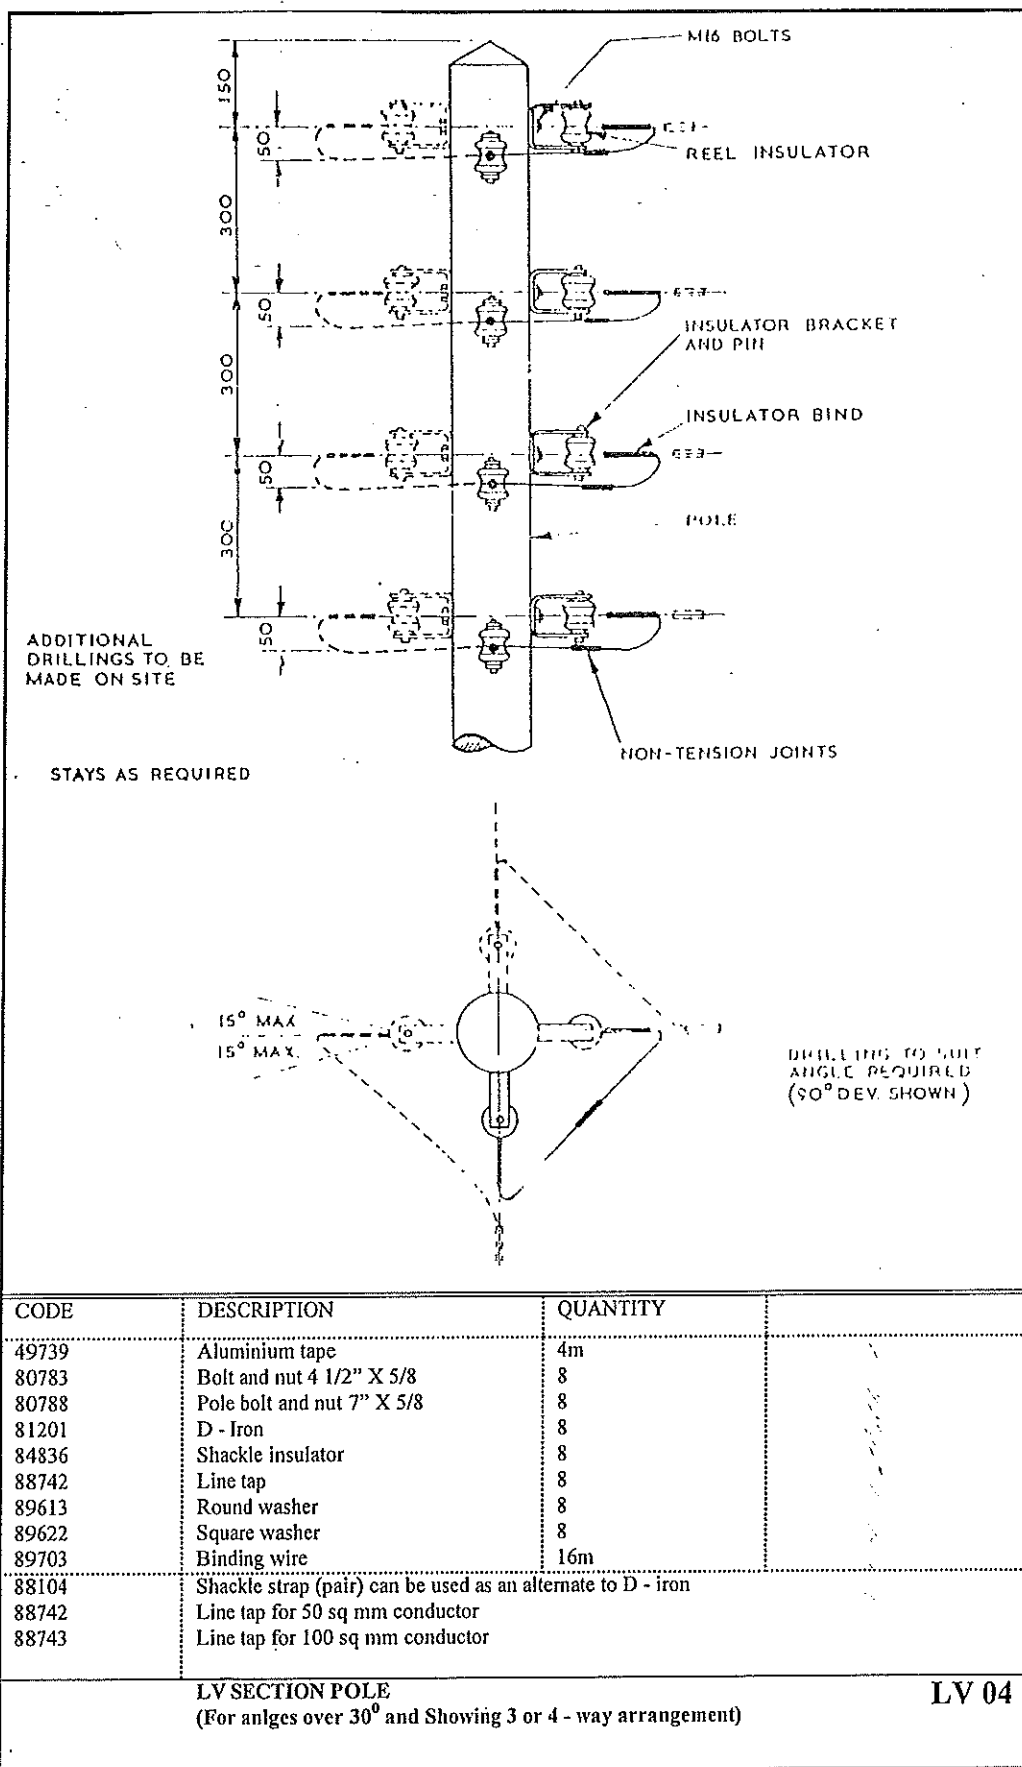 M16 BOLTS
150
50
REEL INSULATOR
300
50
INSULATOR BRACKET
AND PIN
300
INSULATOR BIND
50
POLE
300
50
ADDITIONAL
DRILLINGS TO BE
MADE ON SITE
NON-TENSION JOINTS
STAYS AS REQUIRED
15° MAX
15° MAX.
DRILLING TO SUIT
ANGLE REQUIRED
(90° DEV. SHOWN)
CODE DESCRIPTION QUANTITY
49739 Aluminium tape 4m
80783 Bolt and nut 4 1/2” X 5/8 8
80788 Pole bolt and nut 7” X 5/8 8
81201 D - Iron 8
84836 Shackle insulator 8
88742 Line tap 8
89613 Round washer 8
89622 Square washer 8
89703 Binding wire 16m
88104 Shackle strap (pair) can be used as an alternate to D - iron
88742 Line tap for 50 sq mm conductor
88743 Line tap for 100 sq mm conductor
LV SECTION POLE LV 04
(For anlges over 30⁰ and Showing 3 or 4 - way arrangement)